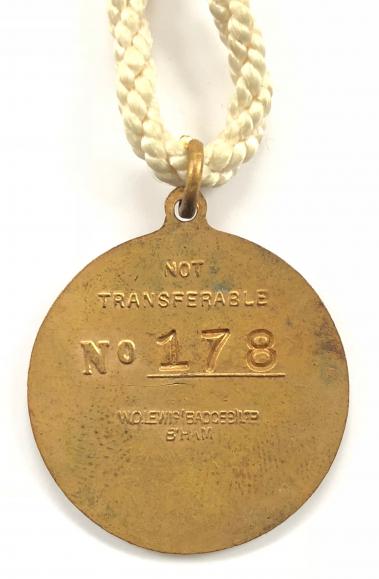 NOT
TRANSFERABLE
No 178
W.O.LEWIS (BADGES) LTD
B'HAM